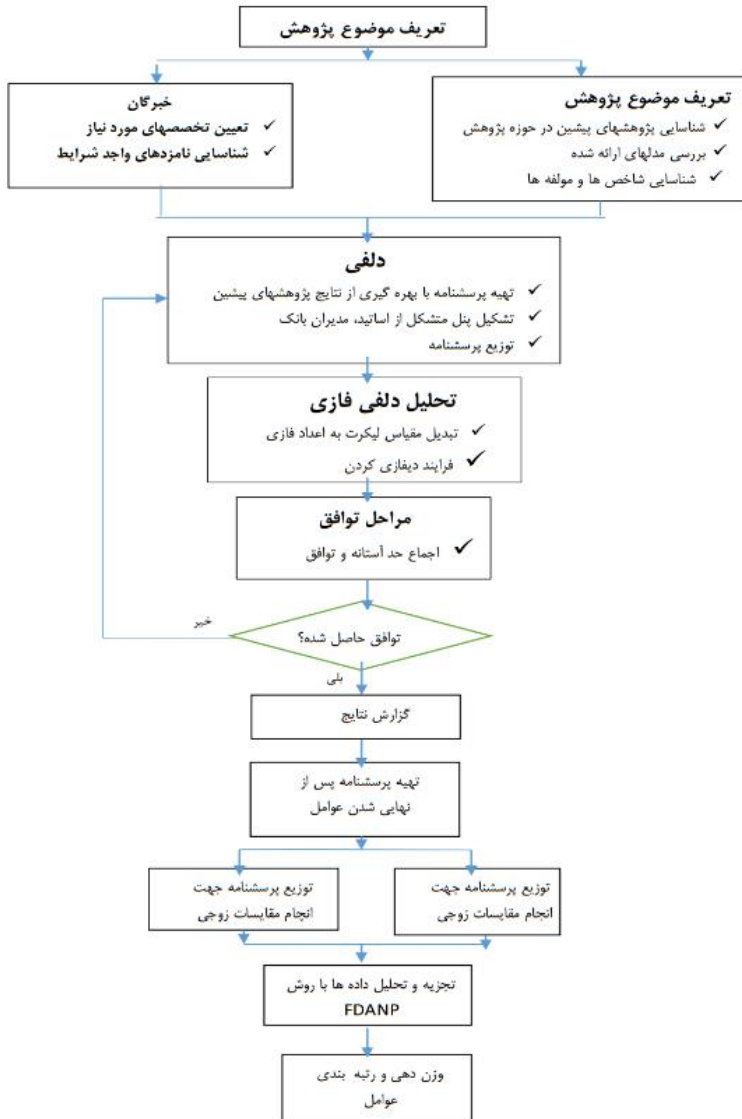 تعریف موضوع پژوهش
تعریف موضوع پژوهش
✓ شناسایی پژوهشهای پیشین در حوزه پژوهش
✓ بررسی مدلهای ارائه شده
✓ شناسایی شاخص ها و مولفه ها
خبرگان
✓ تعیین تخصصهای مورد نیاز
✓ شناسایی نامزدهای واجد شرایط
دلفی
✓ تهیه پرسشنامه با بهره گیری از نتایج پژوهشهای پیشین
✓ تشکیل پنل متشکل از اساتید، مدیران بانک
✓ توزیع پرسشنامه
تحلیل دلفی فازی
✓ تبدیل مقیاس لیکرت به اعداد فازی
✓ فرایند دیفازی کردن
مراحل توافق
✓ اجماع حد آستانه و توافق
توافق حاصل شده؟
خیر
بلی
گزارش نتایج
تهیه پرسشنامه پس از
نهایی شدن عوامل
توزیع پرسشنامه جهت
انجام مقایسات زوجی
توزیع پرسشنامه جهت
انجام مقایسات زوجی
تجزیه و تحلیل داده ها با روش
FDANP
وزن دهی و رتبه بندی
عوامل